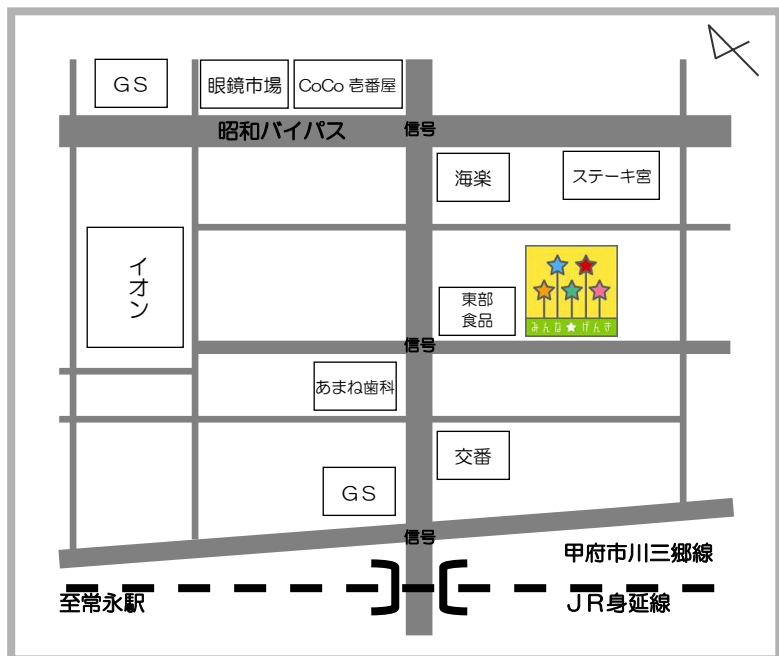 ＧＳ
眼鏡市場
CoCo 壱番屋
昭和バイパス
信号
海楽
ステーキ宮
イオン
東部
食品
みんな★げんき
信号
あまね歯科
交番
ＧＳ
信号
甲府市川三郷線
至常永駅
ＪＲ身延線